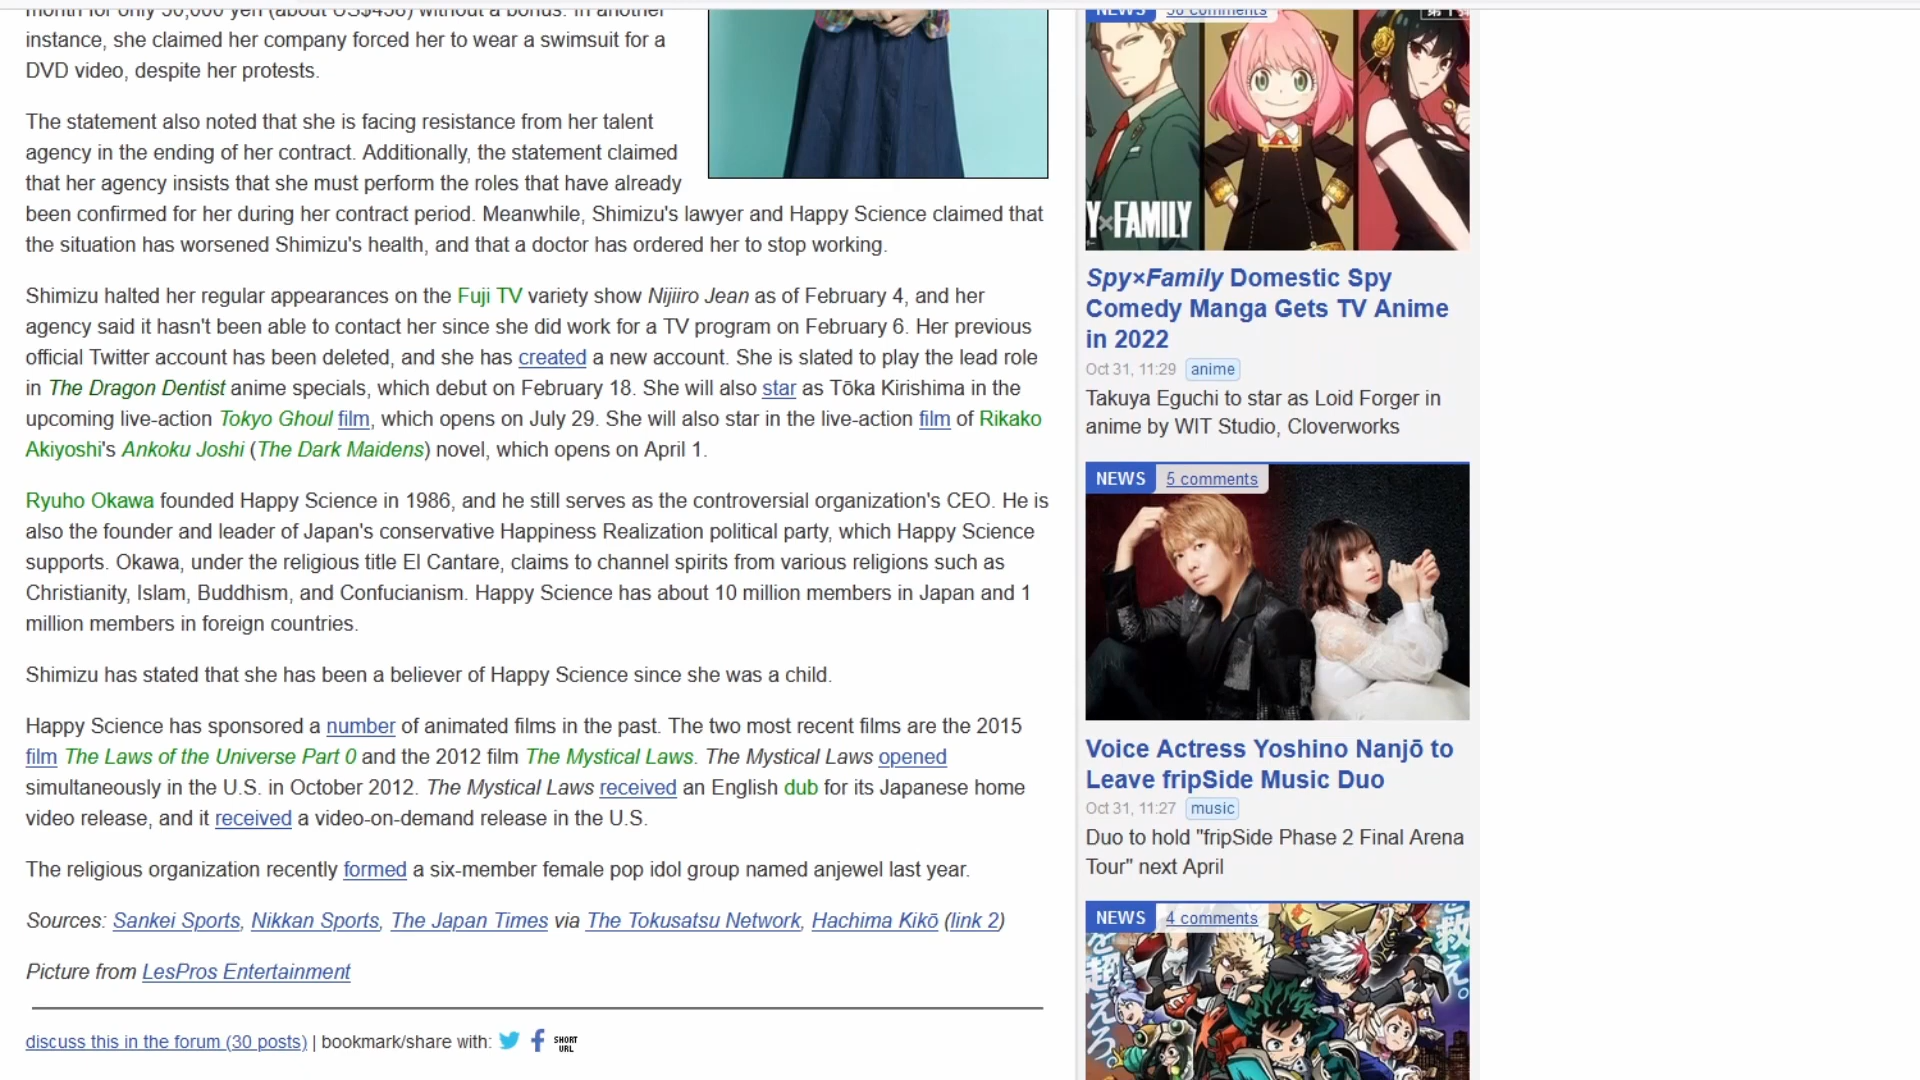 month for only 50,000 yen (about US$438) without a bonus. In another
instance, she claimed her company forced her to wear a swimsuit for a
DVD video, despite her protests.
The statement also noted that she is facing resistance from her talent
agency in the ending of her contract. Additionally, the statement claimed
that her agency insists that she must perform the roles that have already
been confirmed for her during her contract period. Meanwhile, Shimizu's lawyer and Happy Science claimed that
the situation has worsened Shimizu's health, and that a doctor has ordered her to stop working.
Shimizu halted her regular appearances on the Fuji TV variety show Nijiiro Jean as of February 4, and her
agency said it hasn't been able to contact her since she did work for a TV program on February 6. Her previous
official Twitter account has been deleted, and she has created a new account. She is slated to play the lead role
in The Dragon Dentist anime specials, which debut on February 18. She will also star as Tōka Kirishima in the
upcoming live-action Tokyo Ghoul film, which opens on July 29. She will also star in the live-action film of Rikako
Akiyoshi's Ankoku Joshi (The Dark Maidens) novel, which opens on April 1.
Ryuho Okawa founded Happy Science in 1986, and he still serves as the controversial organization's CEO. He is
also the founder and leader of Japan's conservative Happiness Realization political party, which Happy Science
supports. Okawa, under the religious title El Cantare, claims to channel spirits from various religions such as
Christianity, Islam, Buddhism, and Confucianism. Happy Science has about 10 million members in Japan and 1
million members in foreign countries.
Shimizu has stated that she has been a believer of Happy Science since she was a child.
Happy Science has sponsored a number of animated films in the past. The two most recent films are the 2015
film The Laws of the Universe Part 0 and the 2012 film The Mystical Laws. The Mystical Laws opened
simultaneously in the U.S. in October 2012. The Mystical Laws received an English dub for its Japanese home
video release, and it received a video-on-demand release in the U.S.
The religious organization recently formed a six-member female pop idol group named anjewel last year.
Sources: Sankei Sports, Nikkan Sports, The Japan Times via The Tokusatsu Network, Hachima Kikō (link 2)
Picture from LesPros Entertainment
discuss this in the forum (30 posts) | bookmark/share with:
SHORT
URL
NEWS
comments
Y×FAMILY
Spy×Family Domestic Spy
Comedy Manga Gets TV Anime
in 2022
Oct 31, 11:29 anime
Takuya Eguchi to star as Loid Forger in
anime by WIT Studio, Cloverworks
NEWS 5 comments
Voice Actress Yoshino Nanjō to
Leave fripSide Music Duo
Oct 31, 11:27 music
Duo to hold "fripSide Phase 2 Final Arena
Tour" next April
NEWS 4 comments
を超えろ。
救え。